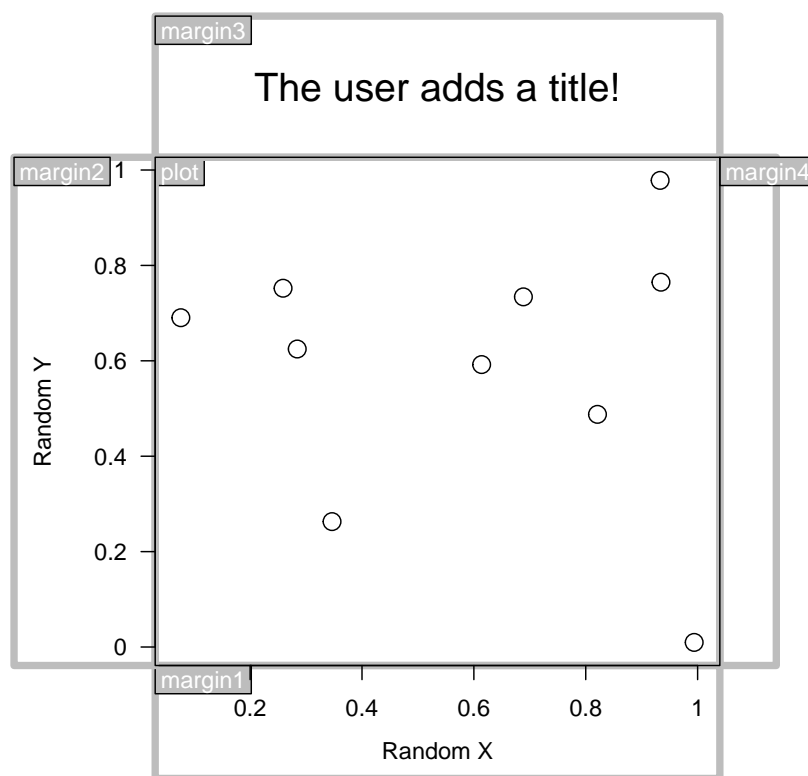 margin3
The user adds a title!
margin2
plot
margin4
1
0.8
0.6
0.4
0.2
0
Random Y
margin1
0.2 0.4 0.6 0.8 1
Random X